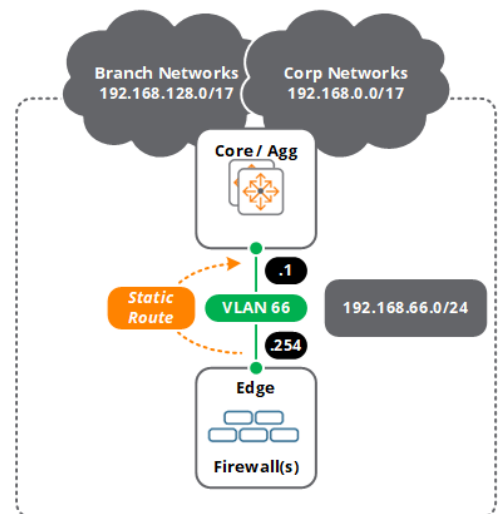 Branch Networks
192.168.128.0/17
Corp Networks
192.168.0.0/17
Core / Agg
.1
Static
Route
VLAN 66
192.168.66.0/24
.254
Edge
Firewall(s)